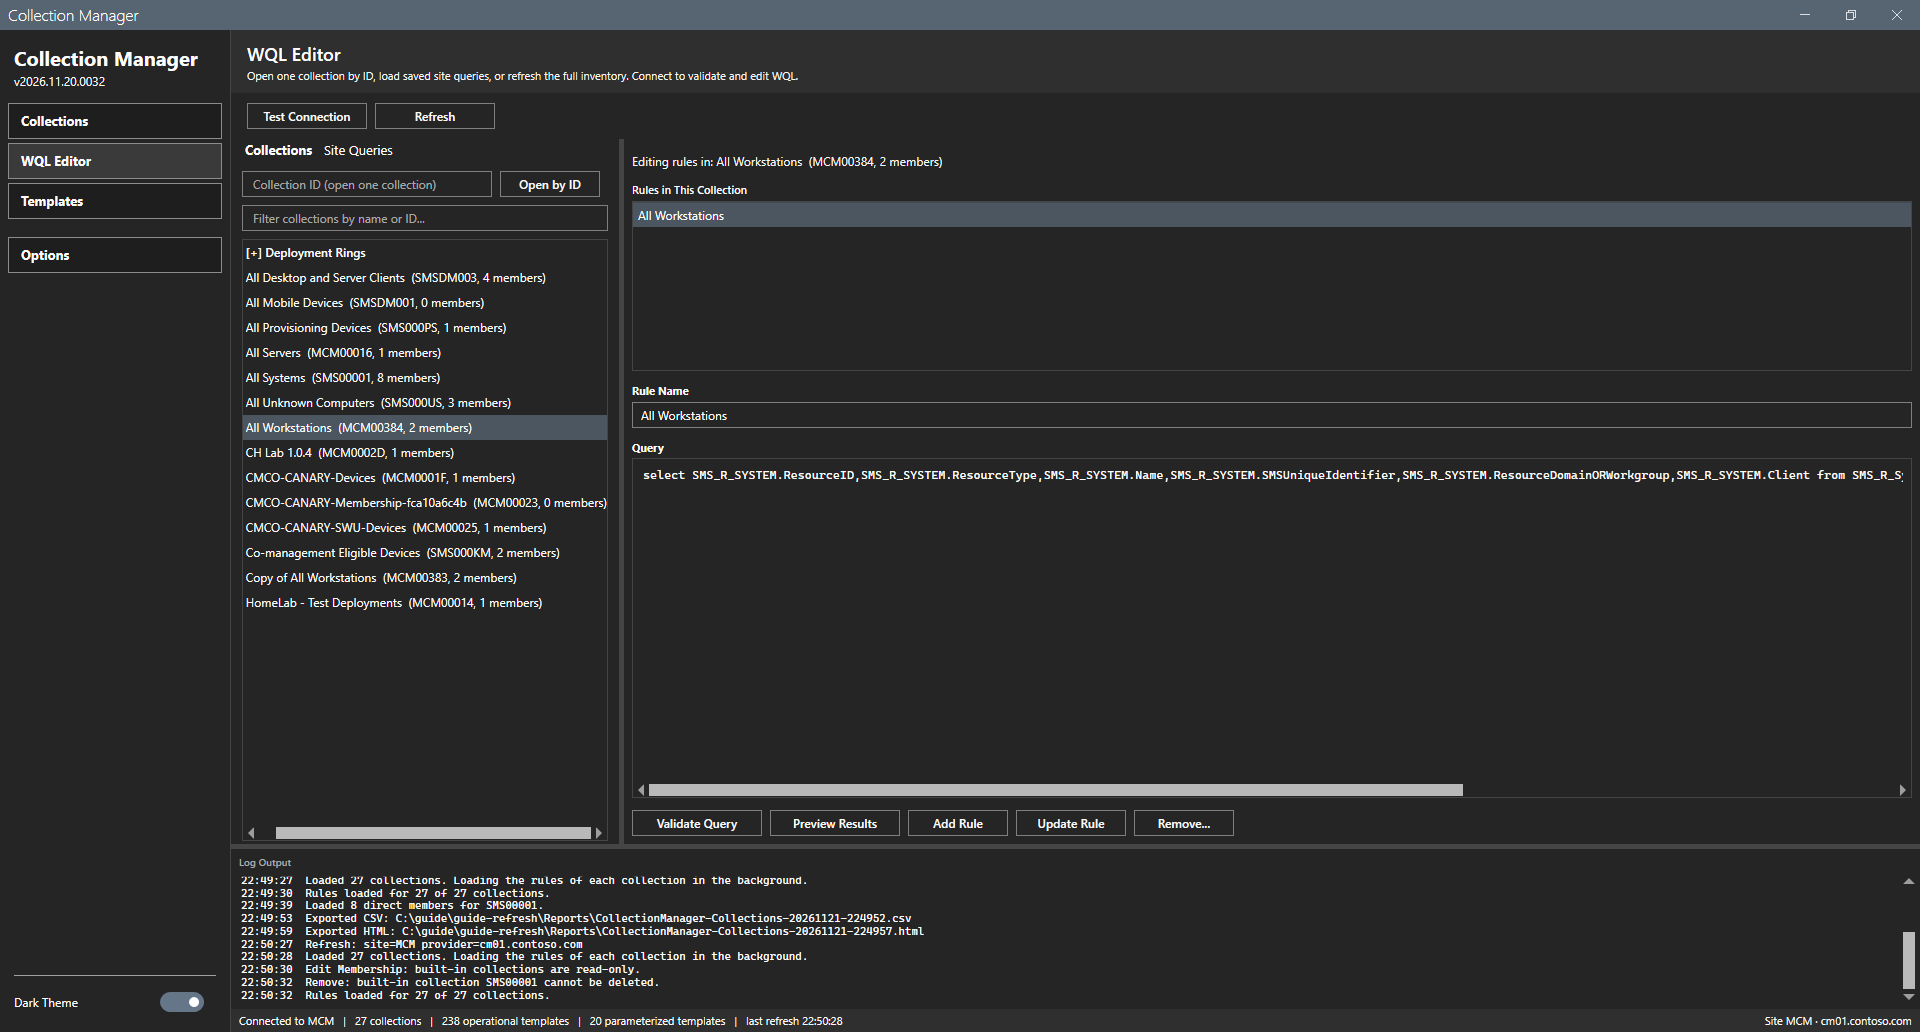 Collection Manager
Collection Manager
v2026.11.20.0032
Collections
WQL Editor
Templates
Options
Dark Theme
WQL Editor
Open one collection by ID, load saved site queries, or refresh the full inventory. Connect to validate and edit WQL.
Test Connection
Refresh
Collections
Site Queries
Collection ID (open one collection)
Open by ID
Filter collections by name or ID...
[+] Deployment Rings
All Desktop and Server Clients (SMSDM003, 4 members)
All Mobile Devices (SMSDM001, 0 members)
All Provisioning Devices (SMS000PS, 1 members)
All Servers (MCM00016, 1 members)
All Systems (SMS00001, 8 members)
All Unknown Computers (SMS000US, 3 members)
All Workstations (MCM00384, 2 members)
CH Lab 1.0.4 (MCM0002D, 1 members)
CMCO-CANARY-Devices (MCM0001F, 1 members)
CMCO-CANARY-Membership-fca10a6c4b (MCM00023, 0 members)
CMCO-CANARY-SWU-Devices (MCM00025, 1 members)
Co-management Eligible Devices (SMS000KM, 2 members)
Copy of All Workstations (MCM00383, 2 members)
HomeLab - Test Deployments (MCM00014, 1 members)
Editing rules in: All Workstations (MCM00384, 2 members)
Rules in This Collection
All Workstations
Rule Name
All Workstations
Query
select SMS_R_SYSTEM.ResourceID,SMS_R_SYSTEM.ResourceType,SMS_R_SYSTEM.Name,SMS_R_SYSTEM.SMSUniqueIdentifier,SMS_R_SYSTEM.ResourceDomainORWorkgroup,SMS_R_SYSTEM.Client from SMS_R_Sy
Validate Query
Preview Results
Add Rule
Update Rule
Remove...
Log Output
22:49:27 Loaded 27 collections. Loading the rules of each collection in the background.
22:49:30 Rules loaded for 27 of 27 collections.
22:49:39 Loaded 8 direct members for SMS00001.
22:49:53 Exported CSV: C:\guide\guide-refresh\Reports\CollectionManager-Collections-20261121-224952.csv
22:49:59 Exported HTML: C:\guide\guide-refresh\Reports\CollectionManager-Collections-20261121-224957.html
22:50:27 Refresh: site=MCM provider=cm01.contoso.com
22:50:28 Loaded 27 collections. Loading the rules of each collection in the background.
22:50:30 Edit Membership: built-in collections are read-only.
22:50:32 Remove: built-in collection SMS00001 cannot be deleted.
22:50:32 Rules loaded for 27 of 27 collections.
Connected to MCM | 27 collections | 238 operational templates | 20 parameterized templates | last refresh 22:50:28
Site MCM · cm01.contoso.com